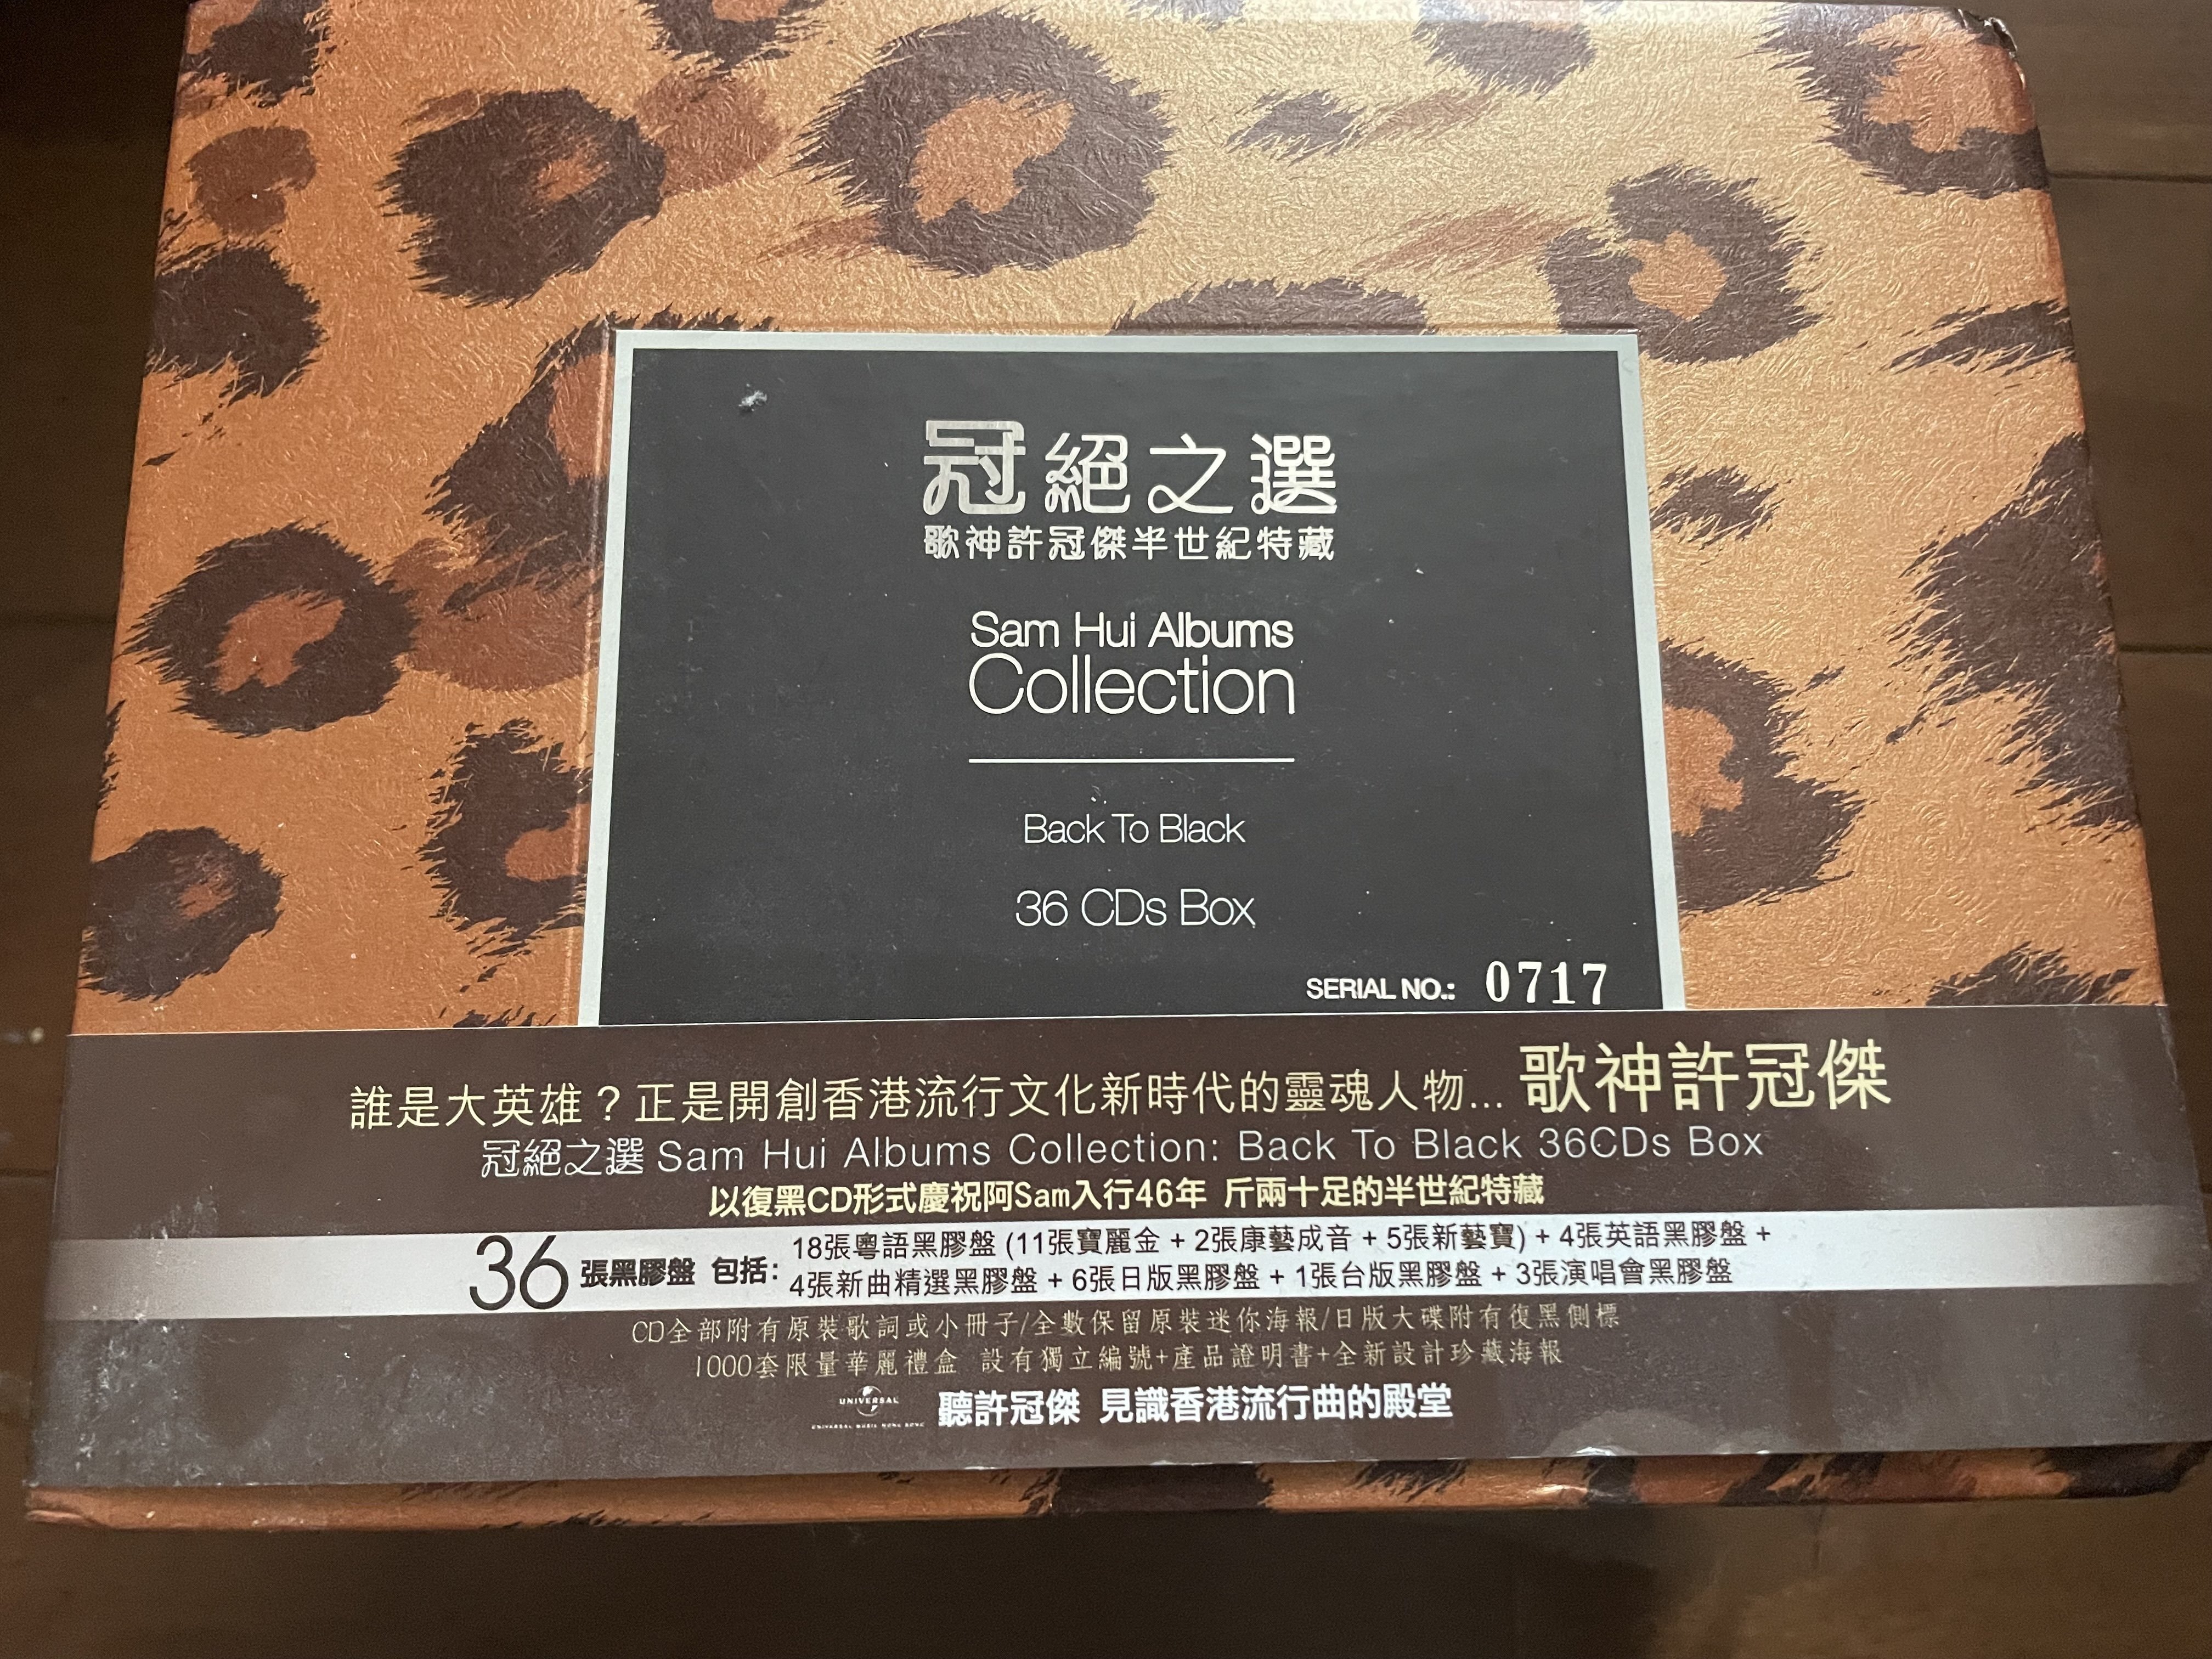 冠絕之選
歌神許冠傑半世紀特藏
Sam Hui Albums
Collection
Back To Black
36 CDs Box
SERIAL NO.: 0717
誰是大英雄？正是開創香港流行文化新時代的靈魂人物... 歌神許冠傑
冠絕之選 Sam Hui Albums Collection: Back To Black 36CDs Box
以復黑CD形式慶祝阿Sam入行46年 斤兩十足的半世紀特藏
36張黑膠盤 包括:
18張粵語黑膠盤 (11張寶麗金 + 2張康藝成音 + 5張新藝寶) + 4張英語黑膠盤 +
4張新曲精選黑膠盤 + 6張日版黑膠盤 + 1張台版黑膠盤 + 3張演唱會黑膠盤
CD全部附有原裝歌詞或小冊子/全數保留原裝迷你海報/日版大碟附有復黑側標
1000套限量華麗禮盒 設有獨立編號+產品證明書+全新設計珍藏海報
UNIVERSAL
UNIVERSAL MUSIC HONG KONG
聽許冠傑 見識香港流行曲的殿堂